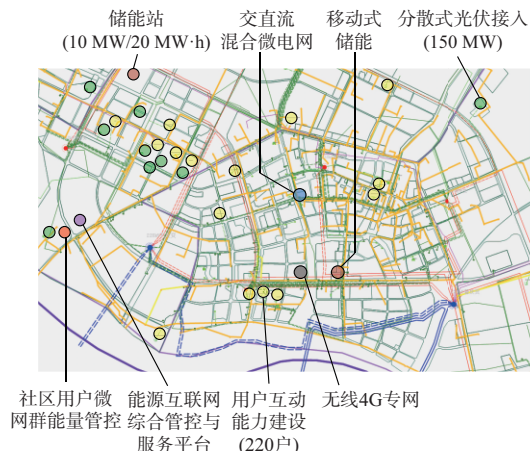 储能站
(10 MW/20 MW·h)
交直流
混合微电网
移动式
储能
分散式光伏接入
(150 MW)
社区用户微
网群能量管控
能源互联网
综合管控与
服务平台
用户互动
能力建设
(220户)
无线4G专网